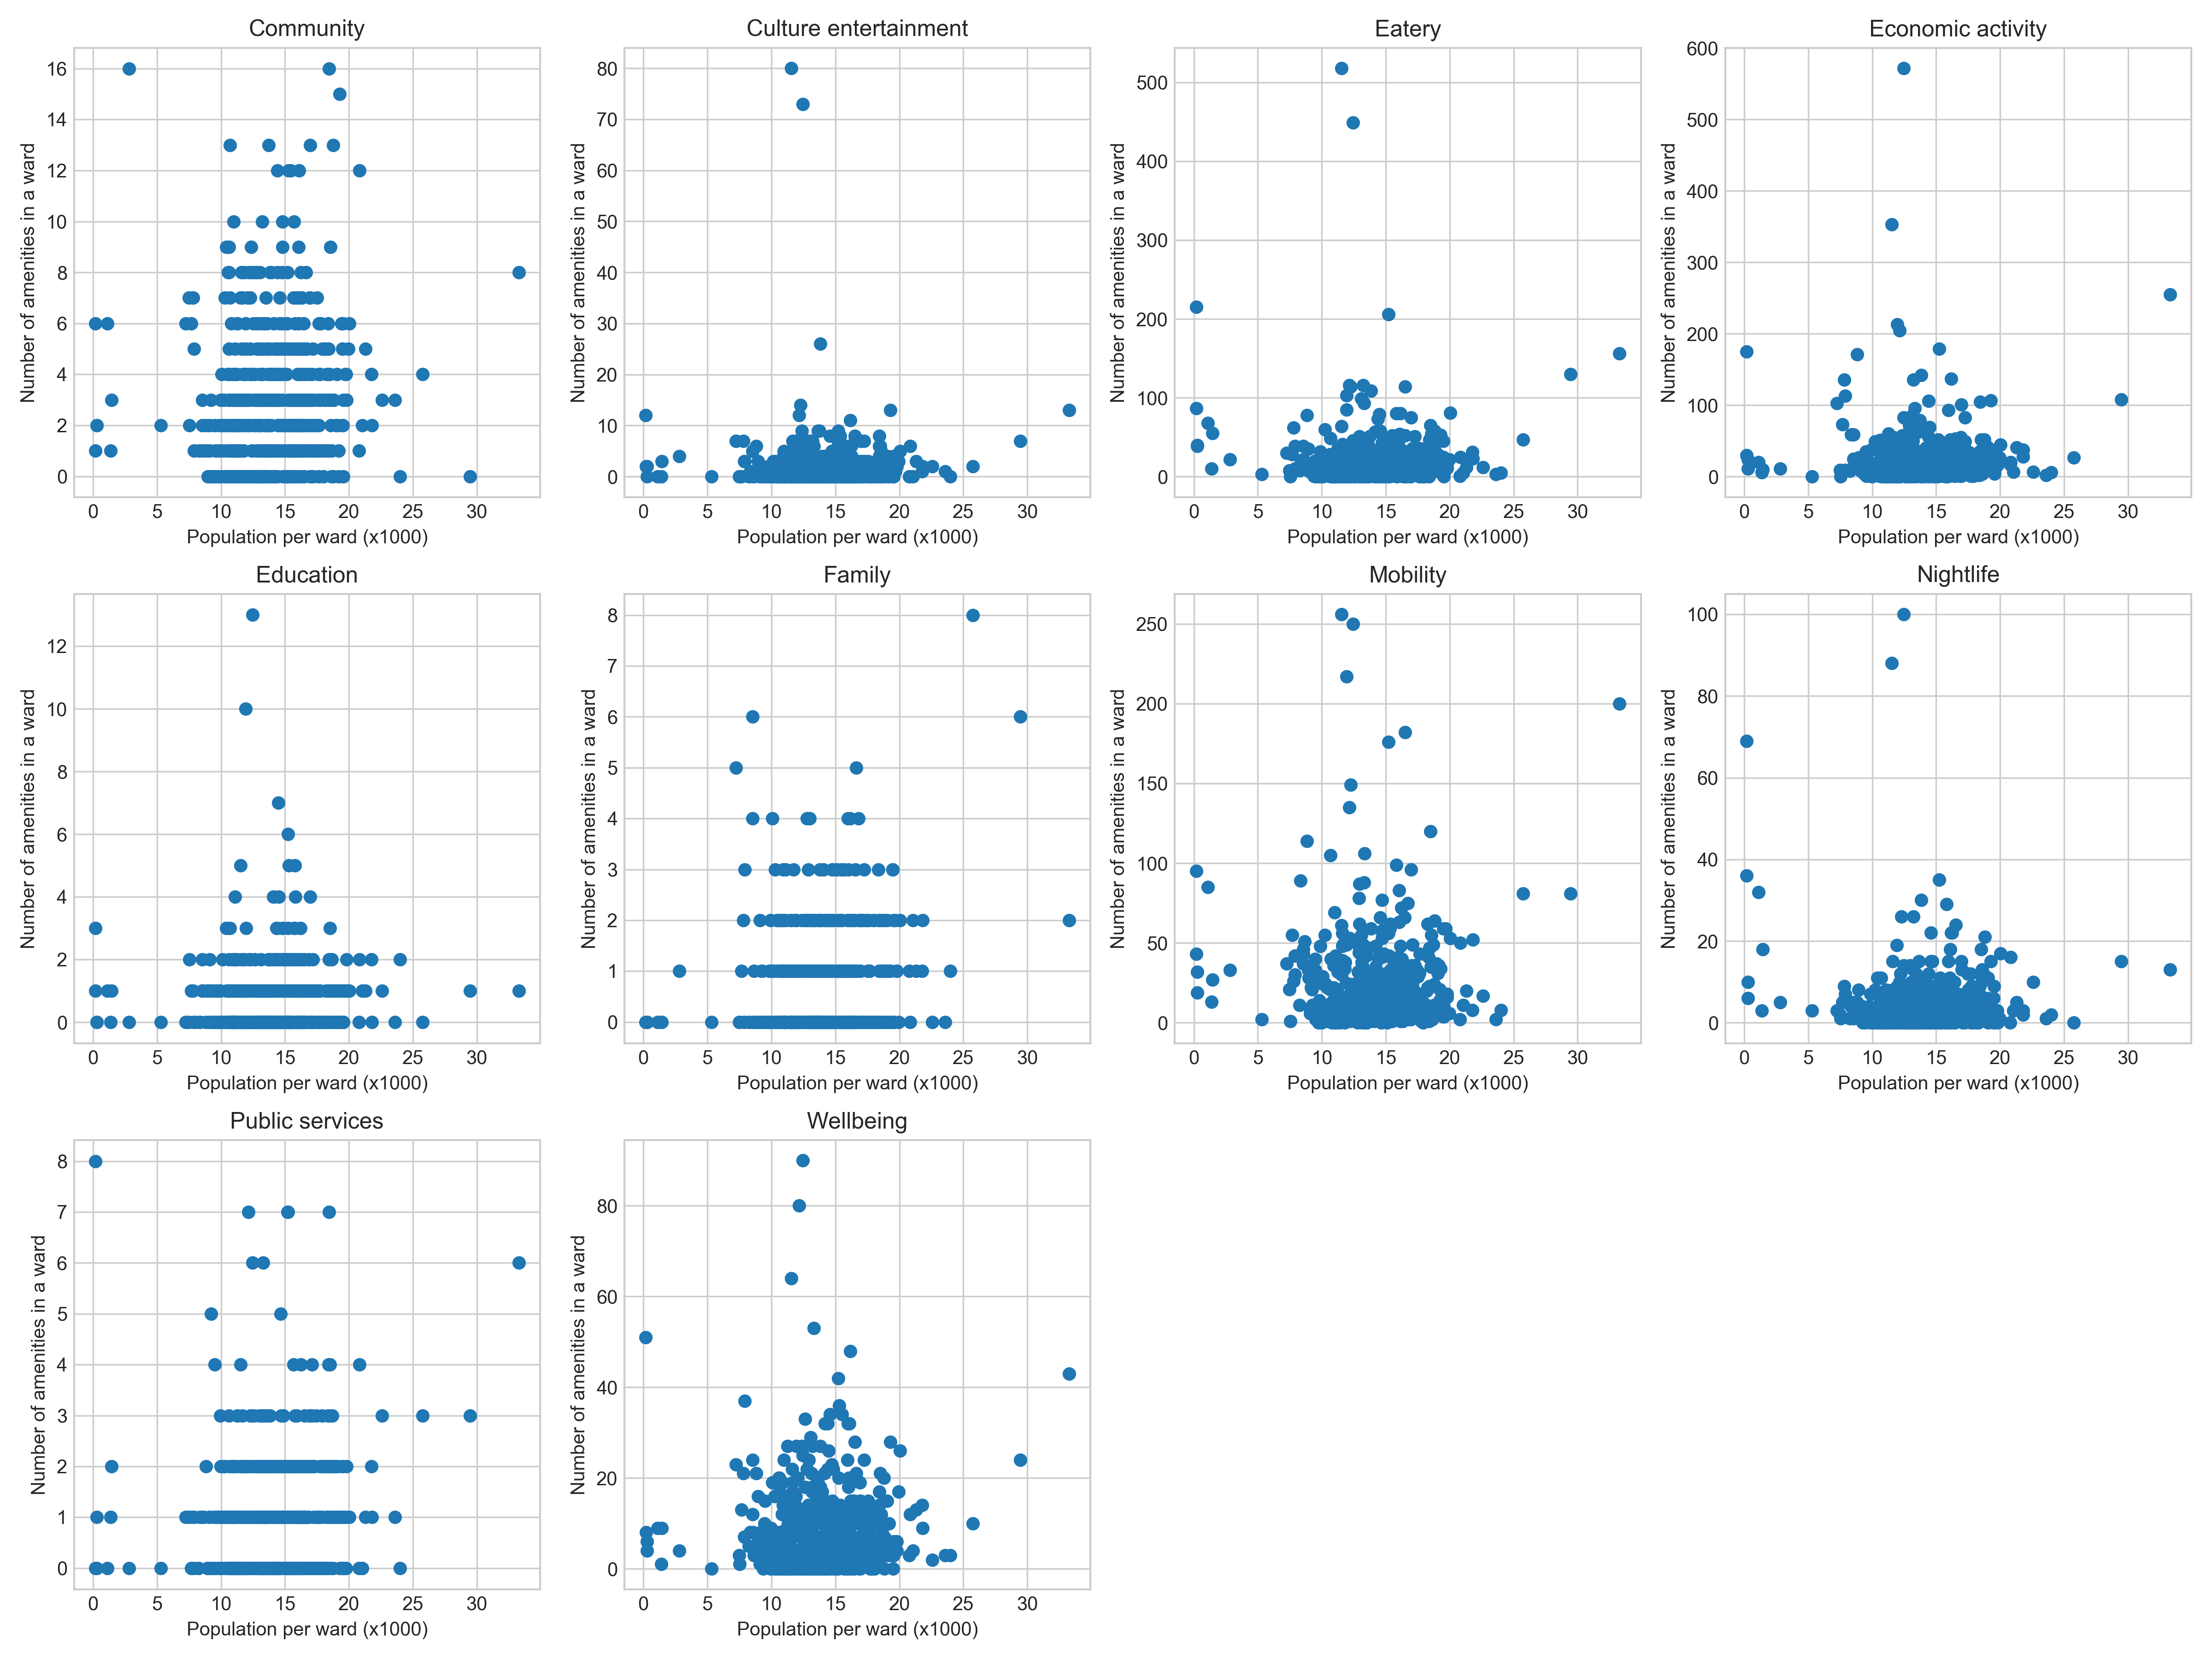 Community
Culture entertainment
Eatery
Economic activity
Number of amenities in a ward
16
14
12
10
8
6
4
2
0
0 5 10 15 20 25 30
Population per ward (x1000)
Number of amenities in a ward
80
70
60
50
40
30
20
10
0
0 5 10 15 20 25 30
Population per ward (x1000)
Number of amenities in a ward
500
400
300
200
100
0
0 5 10 15 20 25 30
Population per ward (x1000)
Number of amenities in a ward
600
500
400
300
200
100
0
0 5 10 15 20 25 30
Population per ward (x1000)
Education
Family
Mobility
Nightlife
Number of amenities in a ward
12
10
8
6
4
2
0
0 5 10 15 20 25 30
Population per ward (x1000)
Number of amenities in a ward
8
7
6
5
4
3
2
1
0
0 5 10 15 20 25 30
Population per ward (x1000)
Number of amenities in a ward
250
200
150
100
50
0
0 5 10 15 20 25 30
Population per ward (x1000)
Number of amenities in a ward
100
80
60
40
20
0
0 5 10 15 20 25 30
Population per ward (x1000)
Public services
Wellbeing
Number of amenities in a ward
8
7
6
5
4
3
2
1
0
0 5 10 15 20 25 30
Population per ward (x1000)
Number of amenities in a ward
80
60
40
20
0
0 5 10 15 20 25 30
Population per ward (x1000)